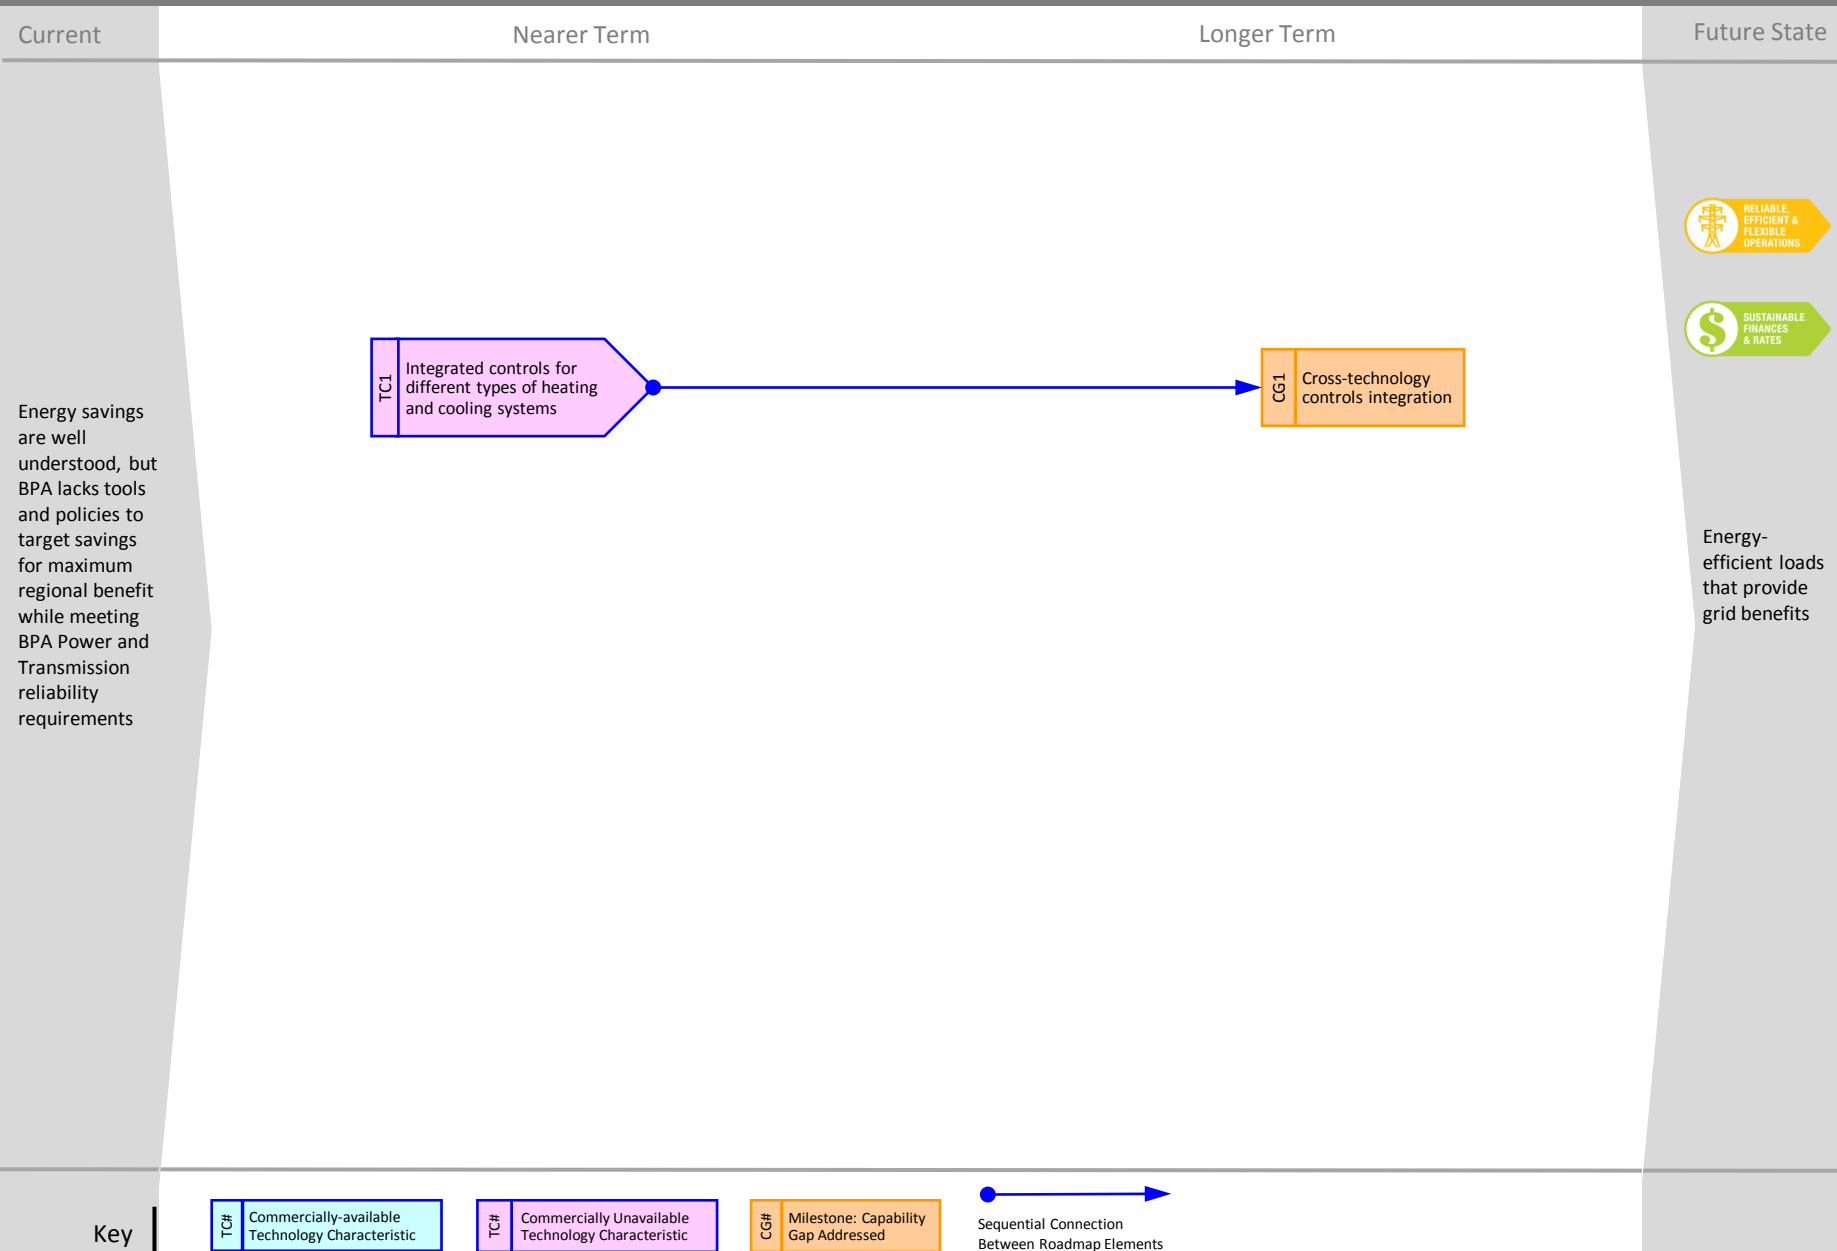 Current
Nearer Term
Longer Term
Future State
RELIABLE,
EFFICIENT &
FLEXIBLE
OPERATIONS
SUSTAINABLE
FINANCES
& RATES
TC1
Integrated controls for
different types of heating
and cooling systems
CG1
Cross-technology
controls integration
Energy savings
are well
understood, but
BPA lacks tools
and policies to
target savings
for maximum
regional benefit
while meeting
BPA Power and
Transmission
reliability
requirements
Energy-
efficient loads
that provide
grid benefits
Key
TC#
Commercially-available
Technology Characteristic
TC#
Commercially Unavailable
Technology Characteristic
CG#
Milestone: Capability
Gap Addressed
Sequential Connection
Between Roadmap Elements